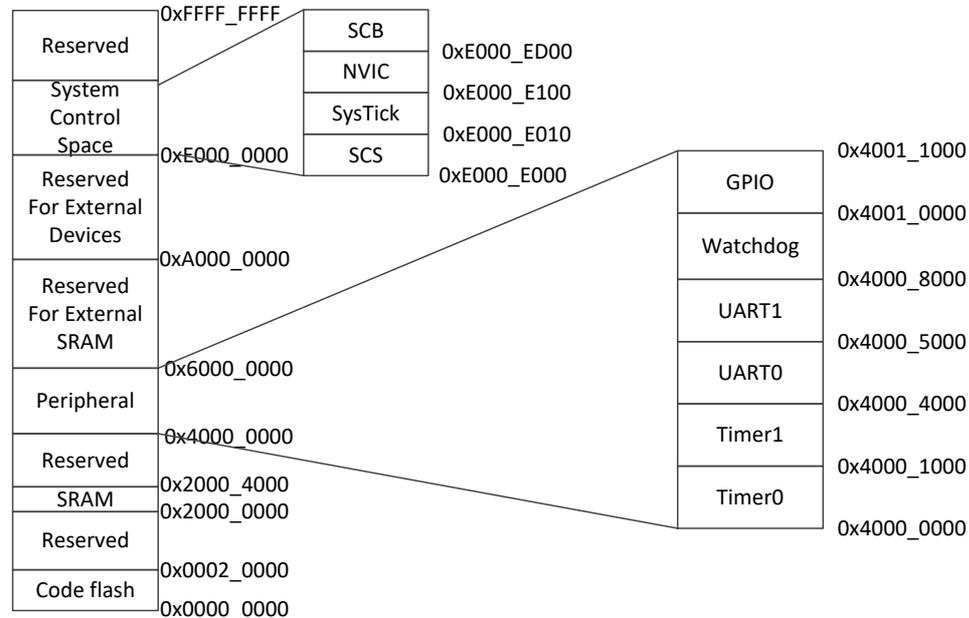 0xFFFF_FFFF
Reserved
System
Control
Space
0xE000_0000
Reserved
For External
Devices
0xA000_0000
Reserved
For External
SRAM
0x6000_0000
Peripheral
0x4000_0000
Reserved
0x2000_4000
SRAM
0x2000_0000
Reserved
0x0002_0000
Code flash
0x0000_0000
SCB
0xE000_ED00
NVIC
0xE000_E100
SysTick
0xE000_E010
SCS
0xE000_E000
0x4001_1000
GPIO
0x4001_0000
Watchdog
0x4000_8000
UART1
0x4000_5000
UART0
0x4000_4000
Timer1
0x4000_1000
Timer0
0x4000_0000